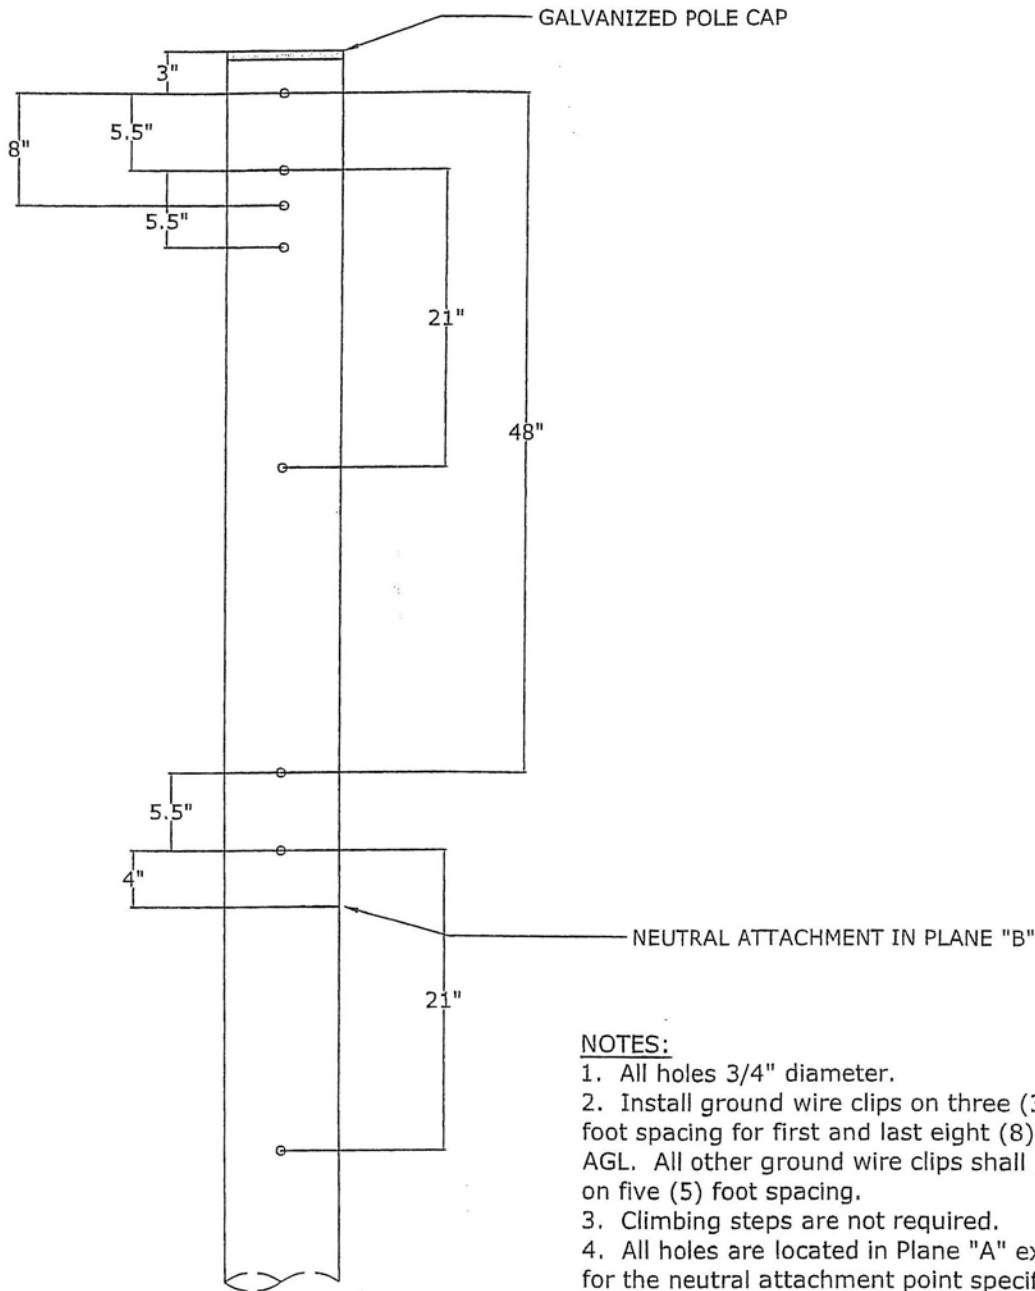 GALVANIZED POLE CAP
3"
5.5"
8"
5.5"
21"
48"
5.5"
4"
NEUTRAL ATTACHMENT IN PLANE "B"
21"
NOTES:
1. All holes 3/4" diameter.
2. Install ground wire clips on three (3
foot spacing for first and last eight (8)
AGL. All other ground wire clips shall
on five (5) foot spacing.
3. Climbing steps are not required.
4. All holes are located in Plane "A" ex
for the neutral attachment point specif